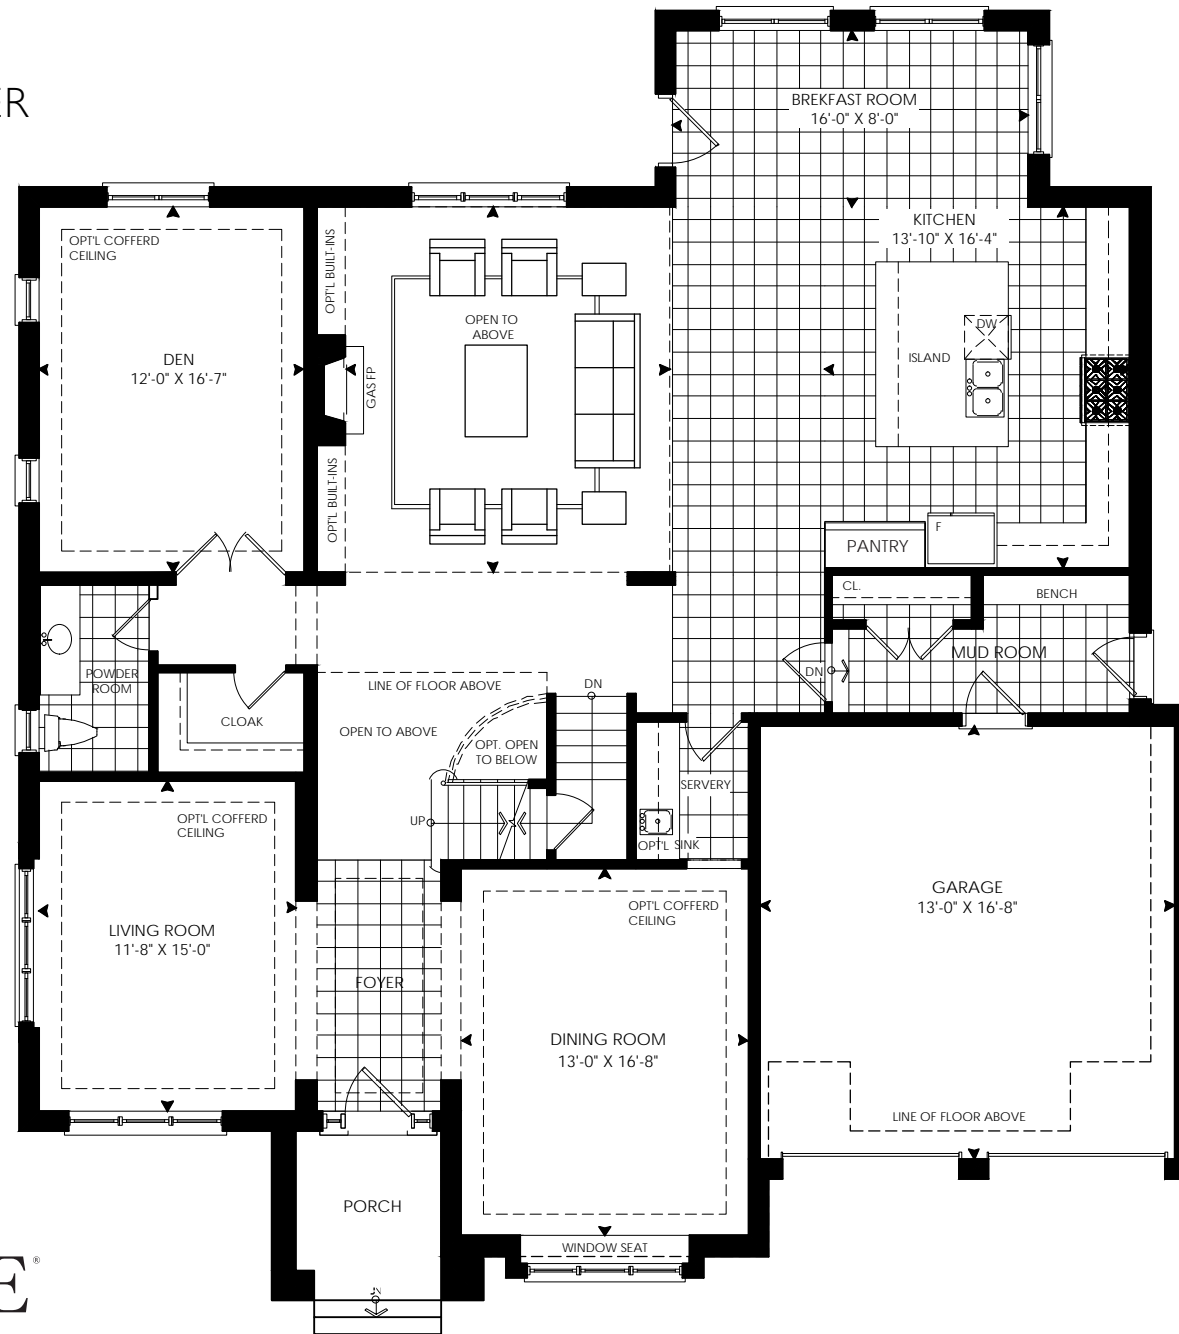 ER
BREKFAST ROOM
16'-0" X 8'-0"
KITCHEN
13'-10" X 16'-4"
OPT'L COFFERD
CEILING
OPT'L BUILT-INS
OPEN TO
ABOVE
DW
ISLAND
DEN
12'-0" X 16'-7"
GAS FP
OPT'L BUILT-INS
F
PANTRY
CL.
BENCH
MUD ROOM
DN
POWDER
ROOM
CLOAK
LINE OF FLOOR ABOVE
DN
OPEN TO ABOVE
OPT. OPEN
TO BELOW
UP
SERVERY
OPT'L SINK
OPT'L COFFERD
CEILING
LIVING ROOM
11'-8" X 15'-0"
FOYER
OPT'L COFFERD
CEILING
DINING ROOM
13'-0" X 16'-8"
GARAGE
13'-0" X 16'-8"
LINE OF FLOOR ABOVE
PORCH
WINDOW SEAT
E®